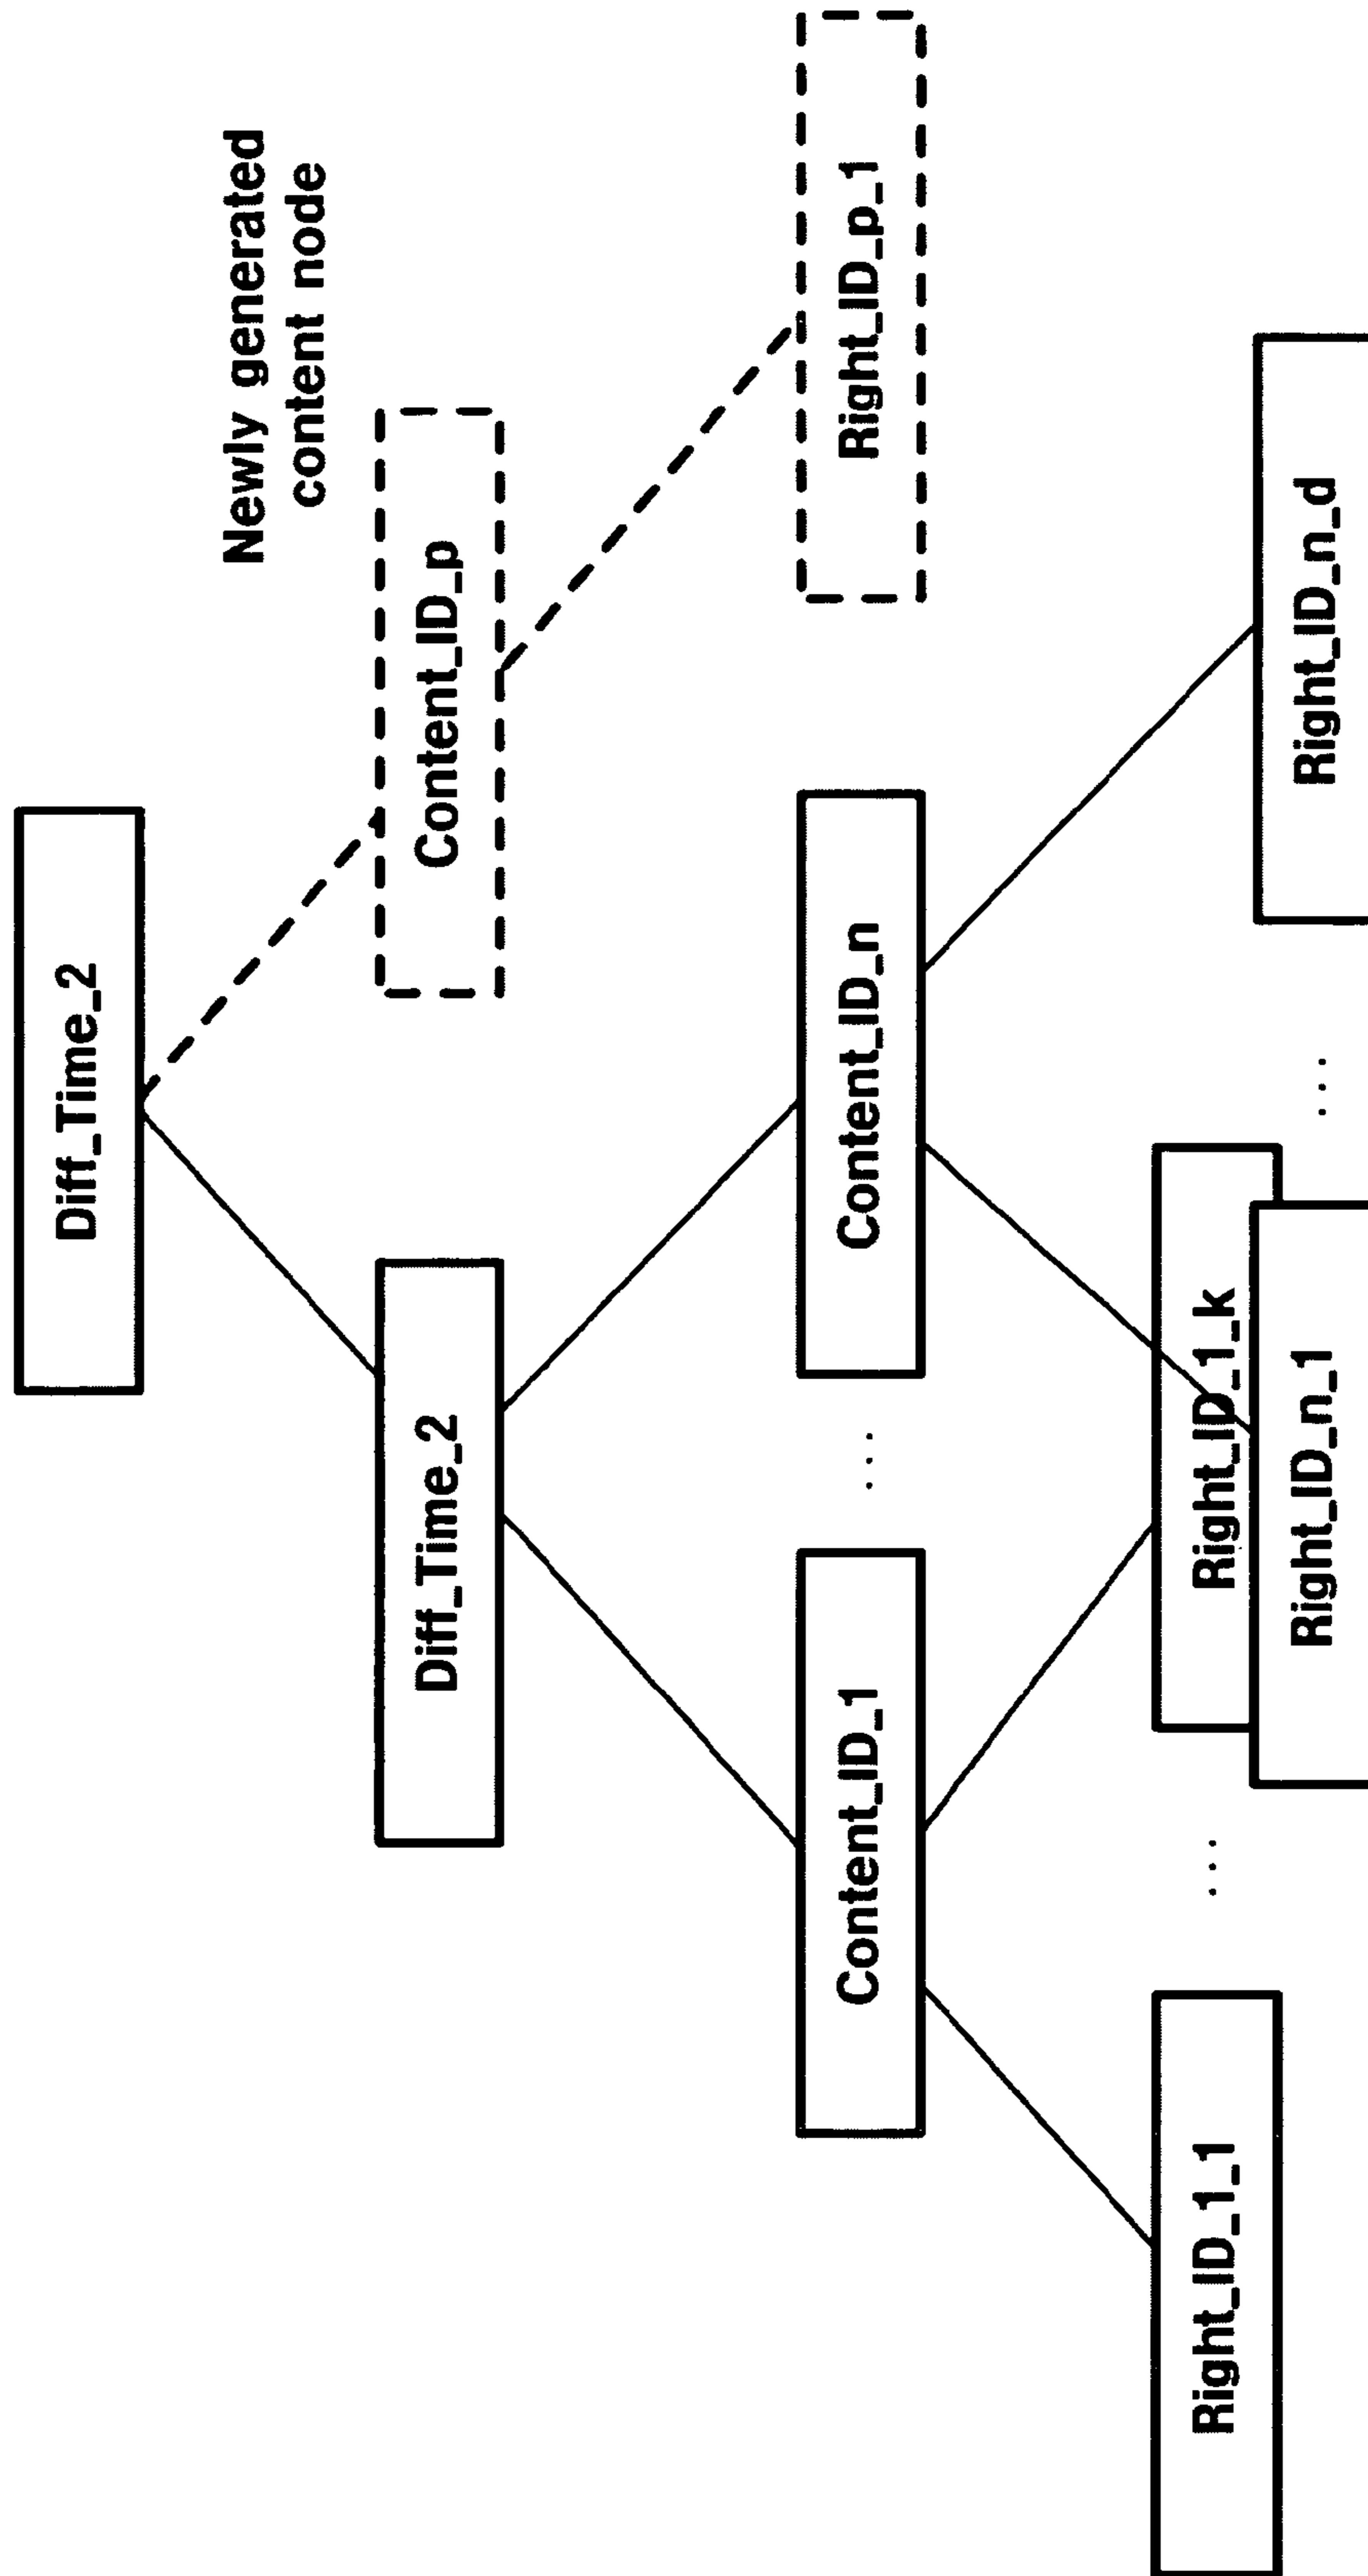 Diff_Time_2
Newly generated
content node
Diff_Time_2
Content_ID_p
Content_ID_1
...
Content_ID_n
Right_ID_p_1
Right_ID_1_1
...
Right_ID_1_k
Right_ID_n_1
...
Right_ID_n_d